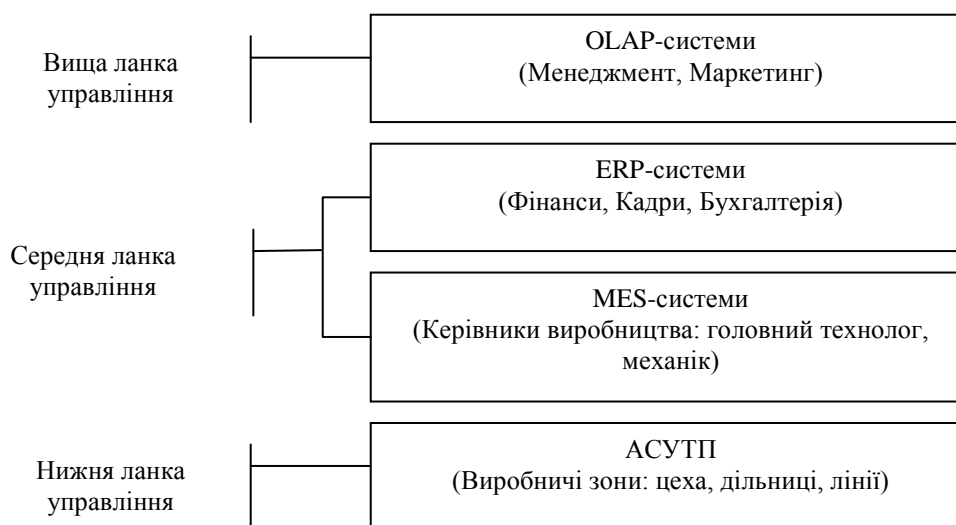 Вища ланка
управління
OLAP-системи
(Менеджмент, Маркетинг)
Середня ланка
управління
ERP-системи
(Фінанси, Кадри, Бухгалтерія)
MES-системи
(Керівники виробництва: головний технолог,
механік)
Нижня ланка
управління
АСУТП
(Виробничі зони: цеха, дільниці, лінії)